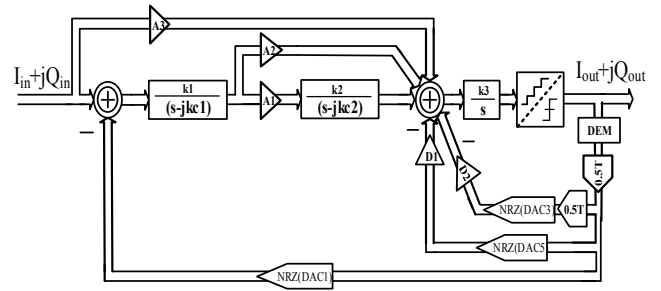 A3
A2
I_in+jQ_in
I_out+jQ_out
k1
(s-jkc1)
A1
k2
(s-jkc2)
k3
s
DEM
0.5T
D1
D2
NRZ(DAC3)
0.5T
NRZ(DAC5
NRZ(DAC1)